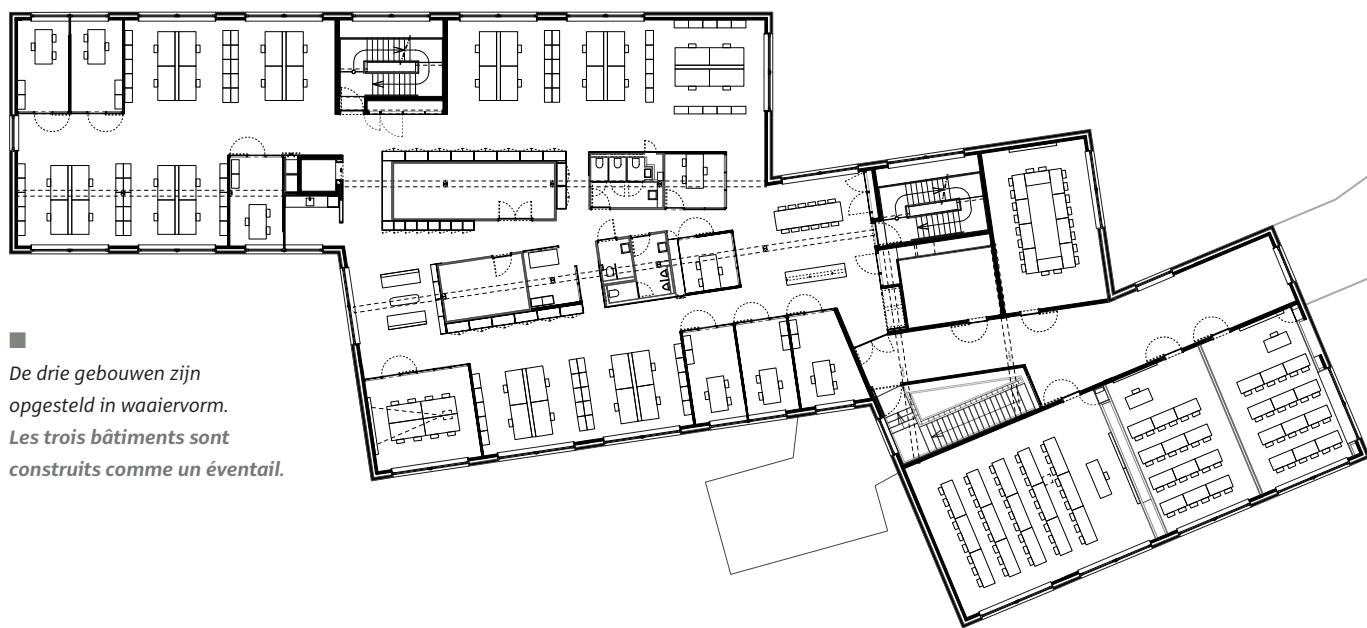 De drie gebouwen zijn
opgesteld in waaiervorm.
Les trois bâtiments sont
construits comme un éventail.